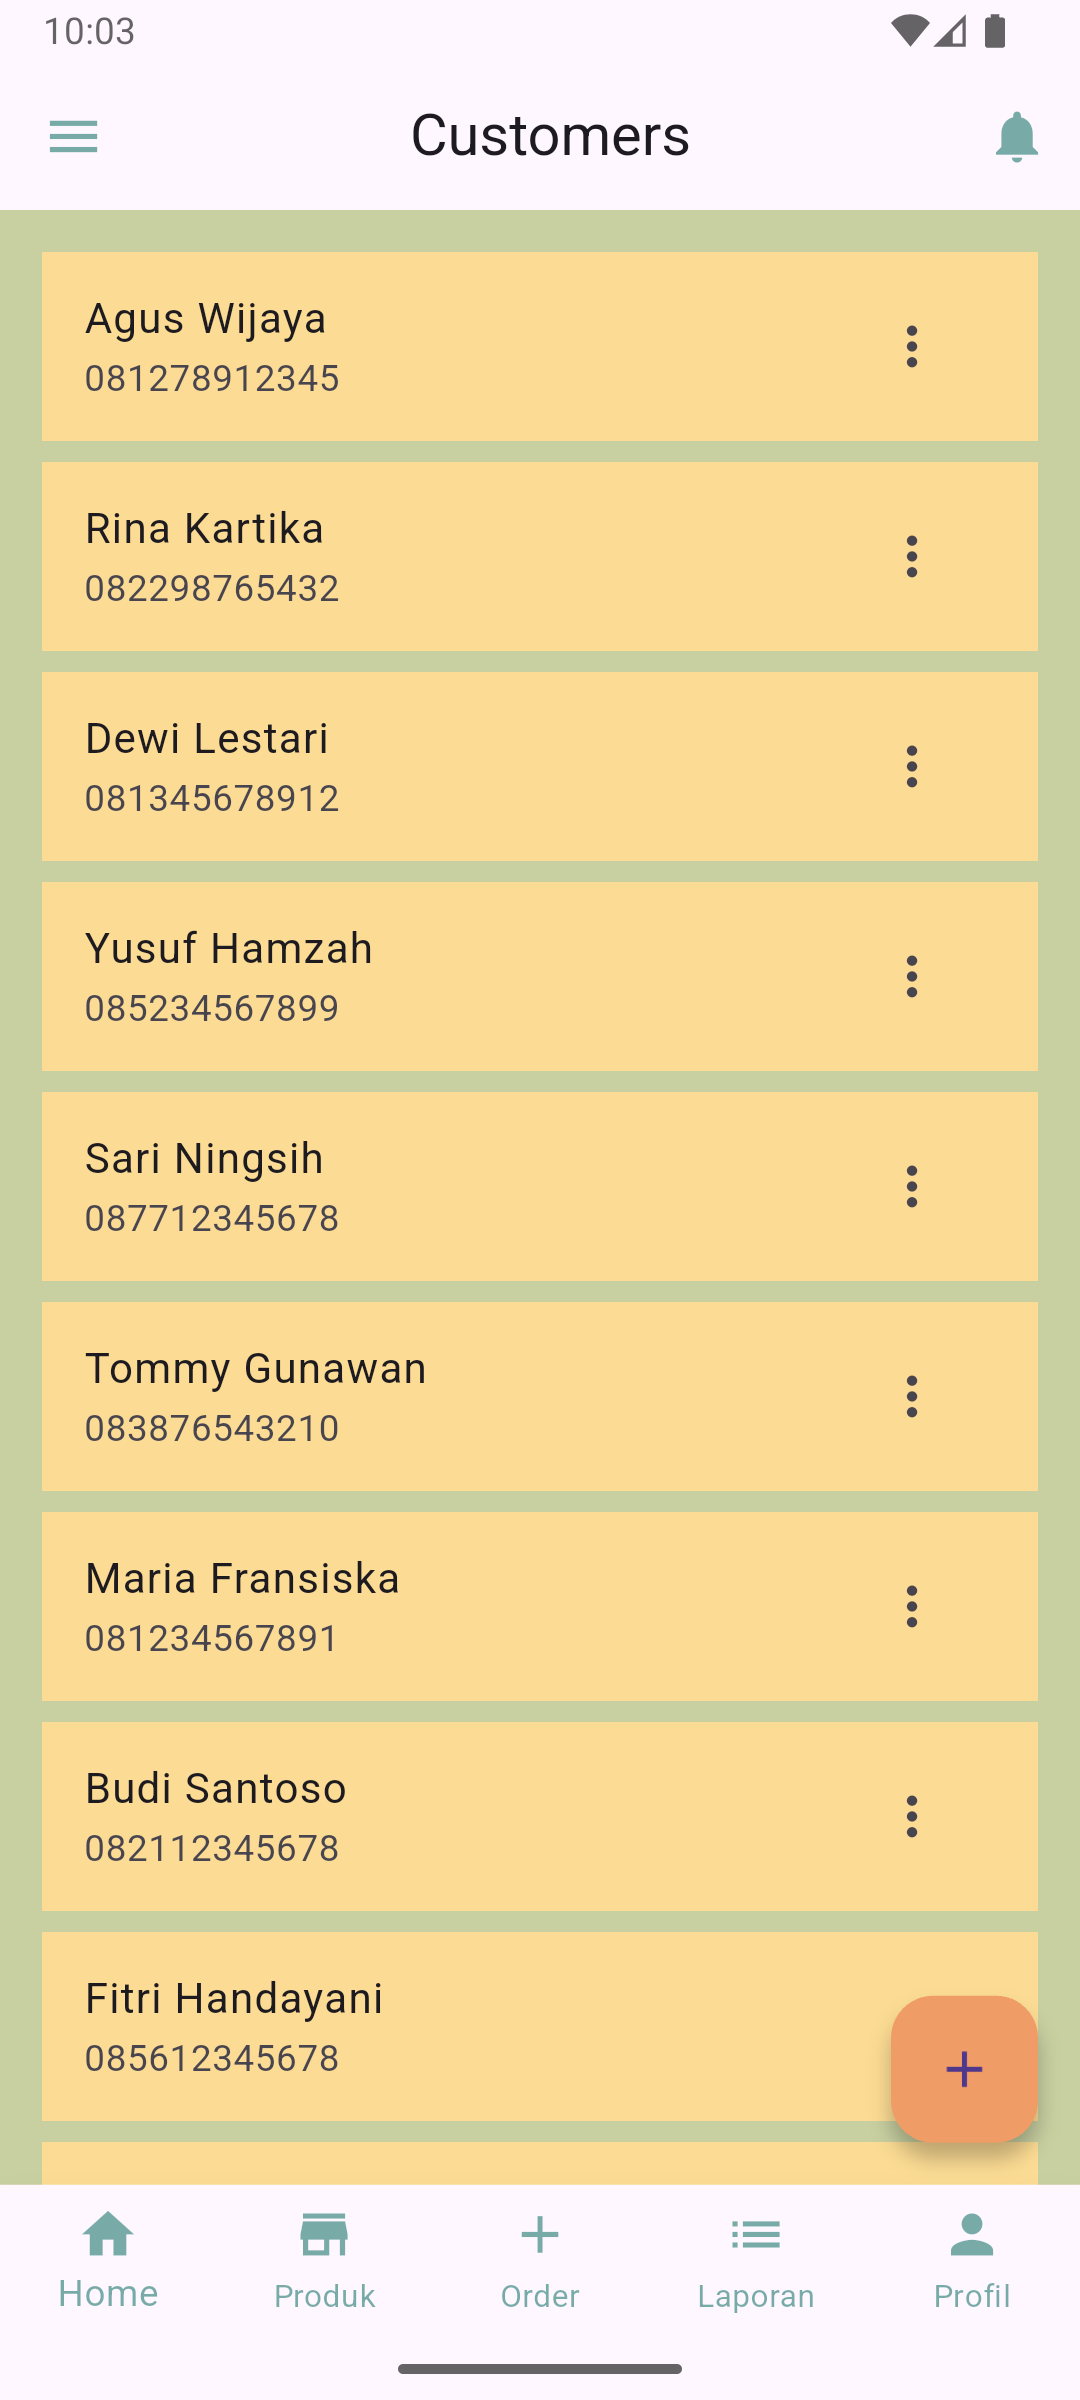 10:03
Customers
Agus Wijaya
081278912345
Rina Kartika
082298765432
Dewi Lestari
081345678912
Yusuf Hamzah
085234567899
Sari Ningsih
087712345678
Tommy Gunawan
083876543210
Maria Fransiska
081234567891
Budi Santoso
082112345678
Fitri Handayani
085612345678
Home
Produk
Order
Laporan
Profil